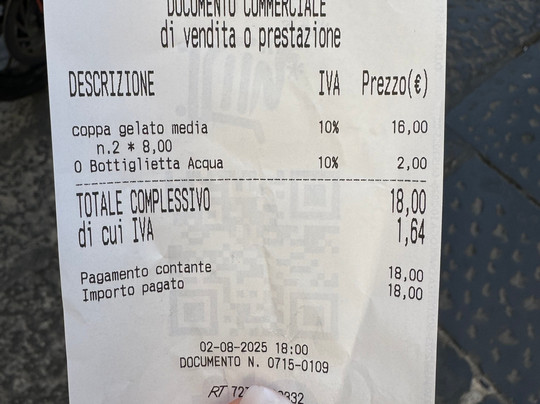 DOCUMENTO COMMERCIALE
di vendita o prestazione
DESCRIZIONE IVA Prezzo(€)
coppa gelato media 10% 16,00
n.2 * 8,00
O Bottiglietta Acqua 10% 2,00
TOTALE COMPLESSIVO 18,00
di cui IVA 1,64
Pagamento contante 18,00
Importo pagato 18,00
02-08-2025 18:00
DOCUMENTO N. 0715-0109
RT